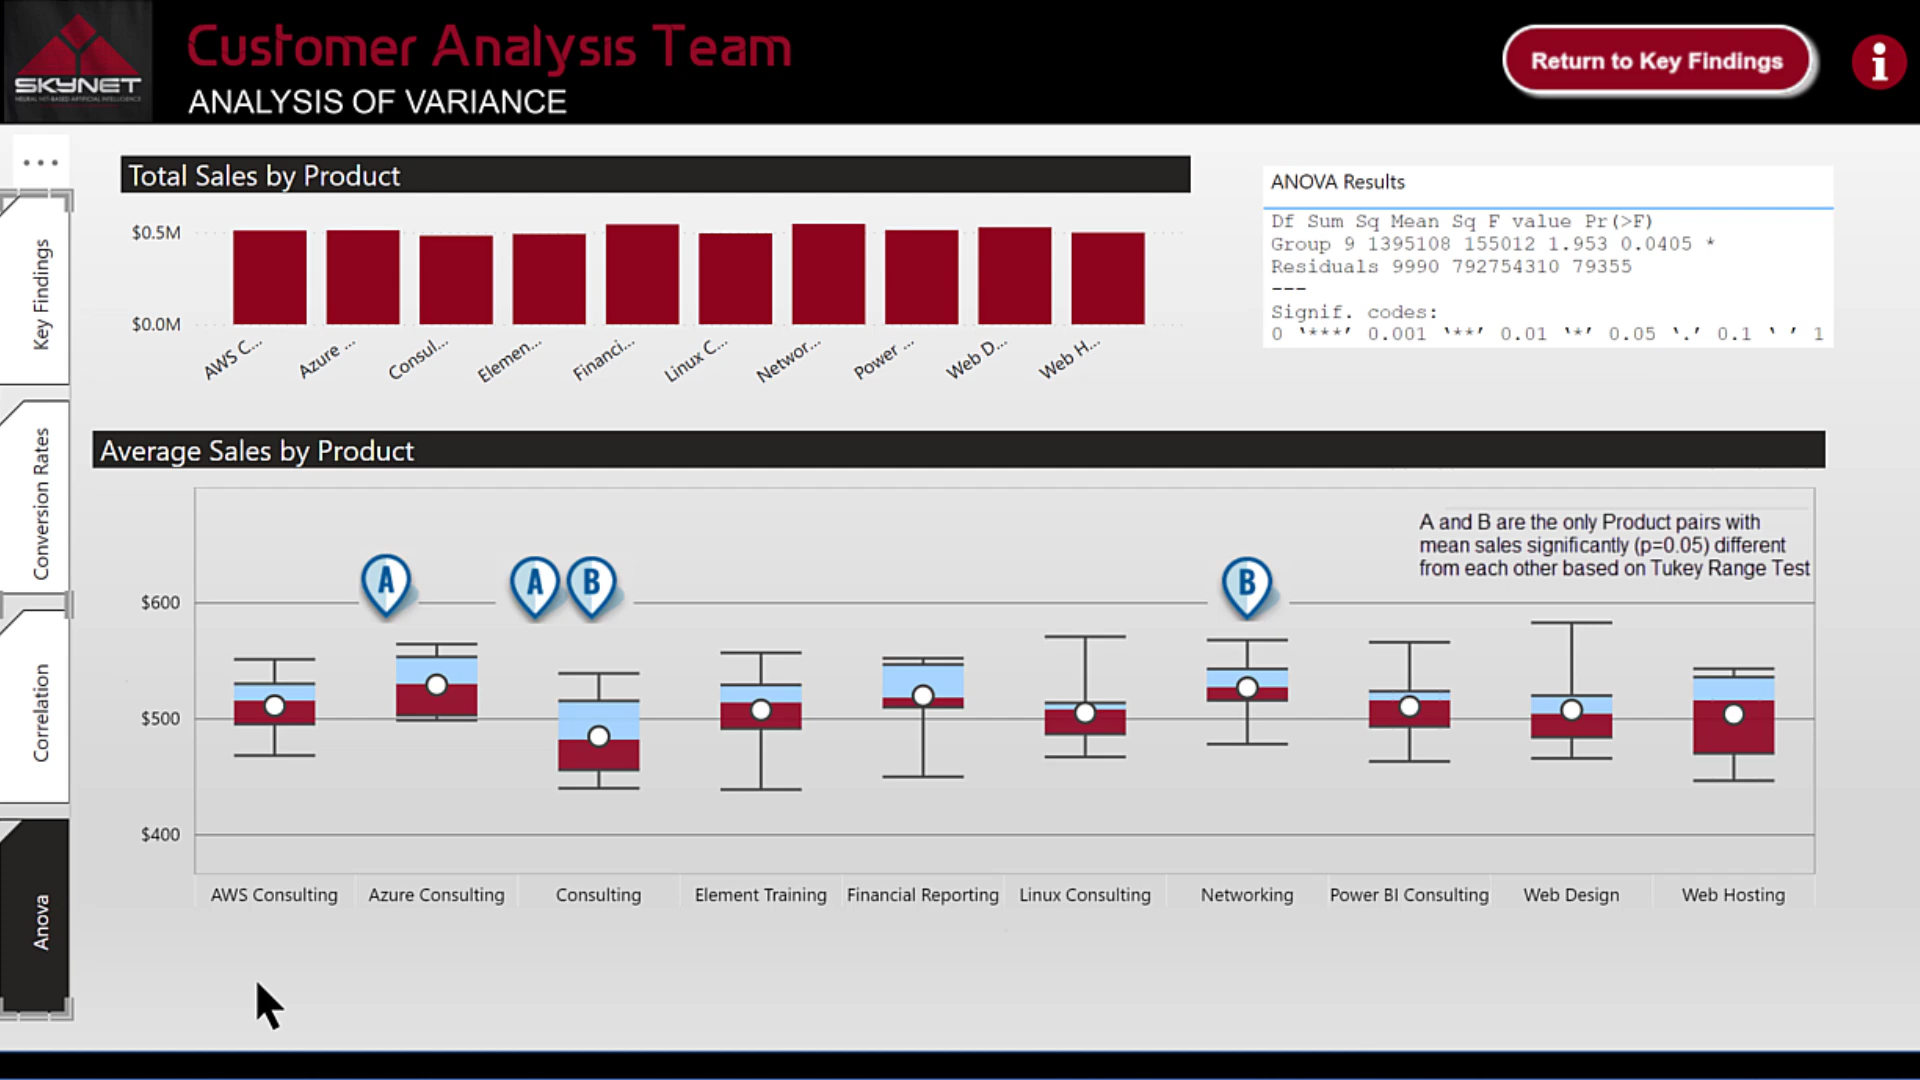 SKYNET
Customer Analysis Team
ANALYSIS OF VARIANCE
Return to Key Findings
i
...
Key Findings
Conversion Rates
Correlation
Anova
Total Sales by Product
$0.5M
$0.0M
AWS C...
Azure ...
Consul...
Elemen...
Financi...
Linux C...
Networ...
Power ...
Web D...
Web H...
ANOVA Results
Df Sum Sq Mean Sq F value Pr(>F)
Group 9 1395108 155012 1.953 0.0405 *
Residuals 9990 792754310 79355
---
Signif. codes:
0 ‘***’ 0.001 ‘**’ 0.01 ‘*’ 0.05 ‘.’ 0.1 ‘ ’ 1
Average Sales by Product
A and B are the only Product pairs with
mean sales significantly (p=0.05) different
from each other based on Tukey Range Test
A
A
B
B
$600
$500
$400
AWS Consulting
Azure Consulting
Consulting
Element Training
Financial Reporting
Linux Consulting
Networking
Power BI Consulting
Web Design
Web Hosting